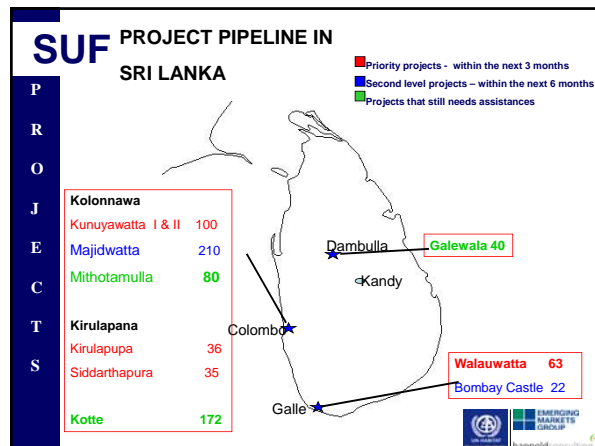 SUF PROJECT PIPELINE IN
SRI LANKA
Priority projects - within the next 3 months
Second level projects – within the next 6 months
Projects that still needs assistances
P
R
O
J
E
C
T
S
Kolonnawa
Kunuyawatta I & II 100
Majidwatta 210
Mithotamulla 80
Kirulapana
Kirulapupa 36
Siddarthapura 35
Kotte 172
Dambulla
Galewala 40
Kandy
Colombo
Walauwatta 63
Bombay Castle 22
Galle
UN-HABITAT
EMERGING
MARKETS
GROUP